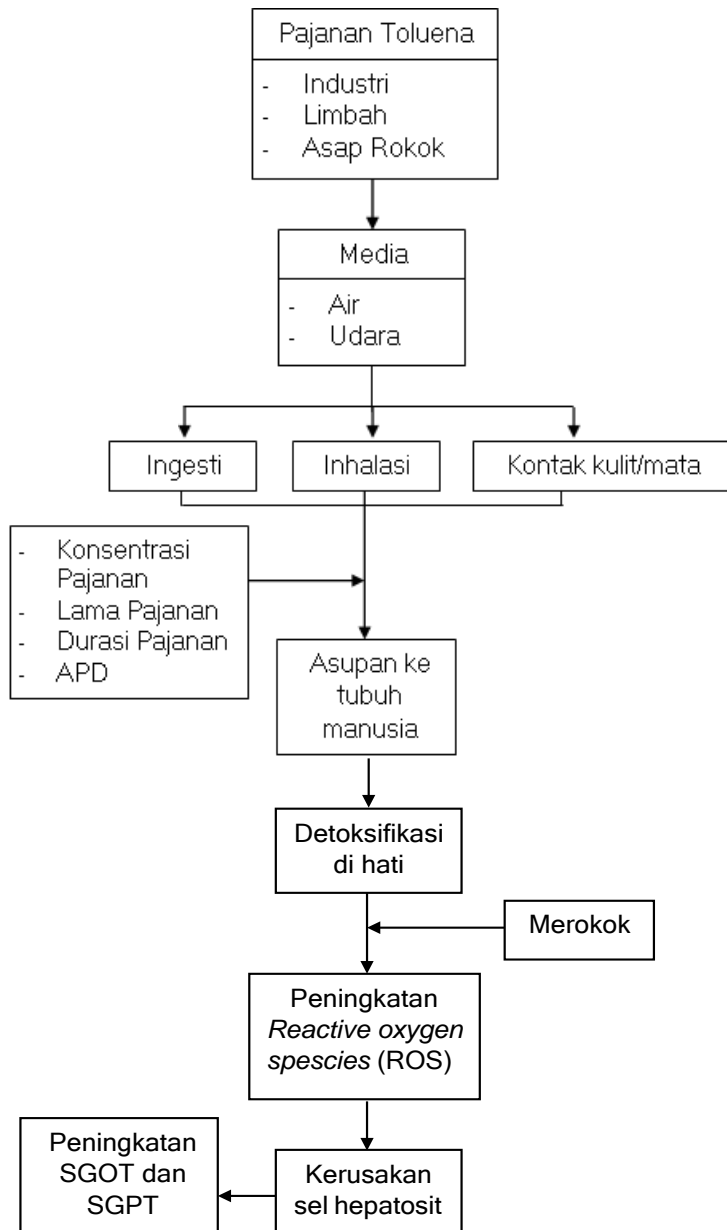 Pajanan Toluena
- Industri
- Limbah
- Asap Rokok
Media
- Air
- Udara
Ingesti
Inhalasi
Kontak kulit/mata
- Konsentrasi
Pajanan
- Lama Pajanan
- Durasi Pajanan
- APD
Asupan ke
tubuh
manusia
Detoksifikasi
di hati
Merokok
Peningkatan
Reactive oxygen
spescies (ROS)
Peningkatan
SGOT dan
SGPT
Kerusakan
sel hepatosit